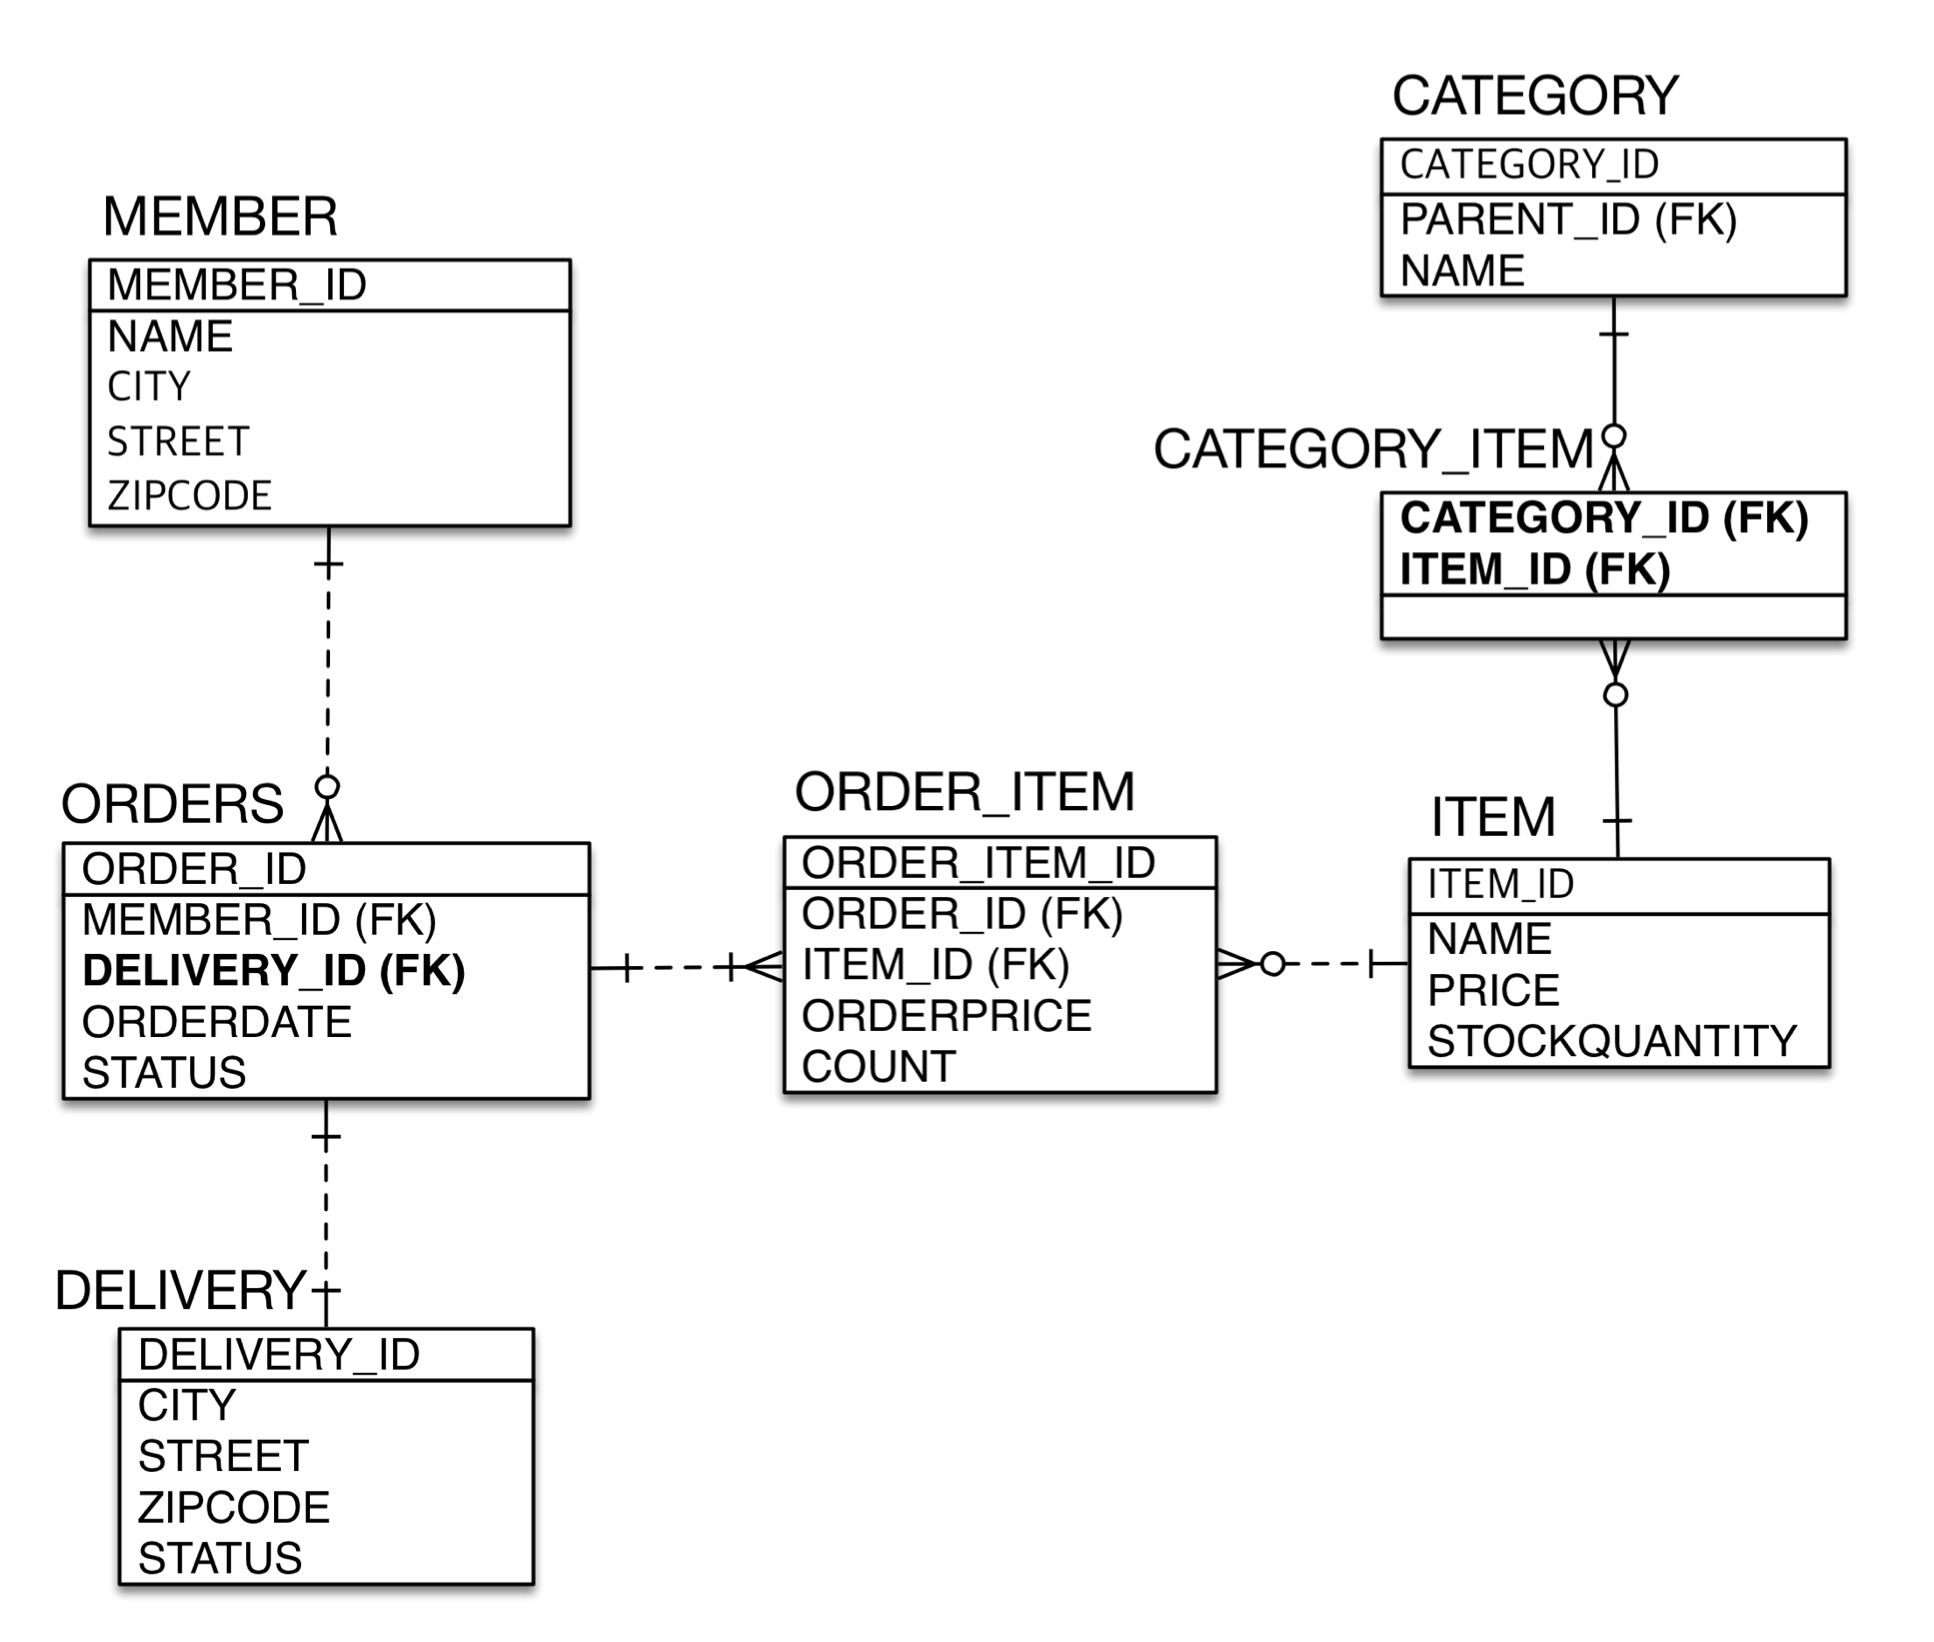 MEMBER
MEMBER_ID
NAME
CITY
STREET
ZIPCODE
ORDERS
ORDER_ID
MEMBER_ID (FK)
DELIVERY_ID (FK)
ORDERDATE
STATUS
DELIVERY
DELIVERY_ID
CITY
STREET
ZIPCODE
STATUS
ORDER_ITEM
ORDER_ITEM_ID
ORDER_ID (FK)
ITEM_ID (FK)
ORDERPRICE
COUNT
CATEGORY
CATEGORY_ID
PARENT_ID (FK)
NAME
CATEGORY_ITEM
CATEGORY_ID (FK)
ITEM_ID (FK)
ITEM
ITEM_ID
NAME
PRICE
STOCKQUANTITY